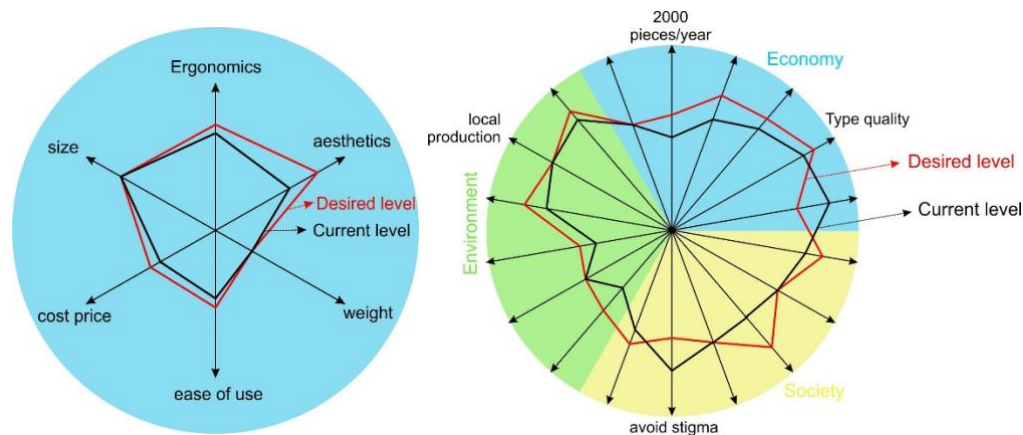 Ergonomics
size
aesthetics
Desired level
Current level
cost price
weight
ease of use
2000
pieces/year
Economy
local
production
Type quality
Desired level
Current level
Environment
Society
avoid stigma